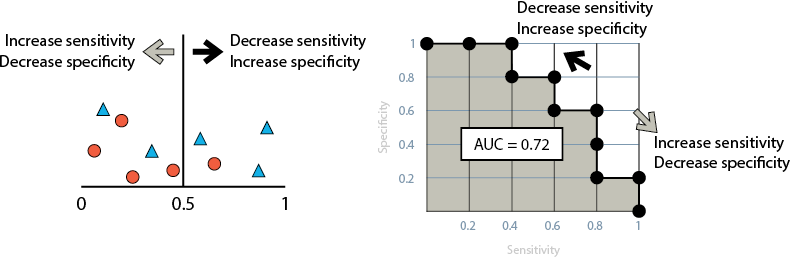 Increase sensitivity
Decrease specificity
Decrease sensitivity
Increase specificity
0
0.5
1
Decrease sensitivity
Increase specificity
1
0.8
0.6
0.4
0.2
Specificity
AUC = 0.72
Increase sensitivity
Decrease specificity
0.2
0.4
0.6
0.8
1
Sensitivity